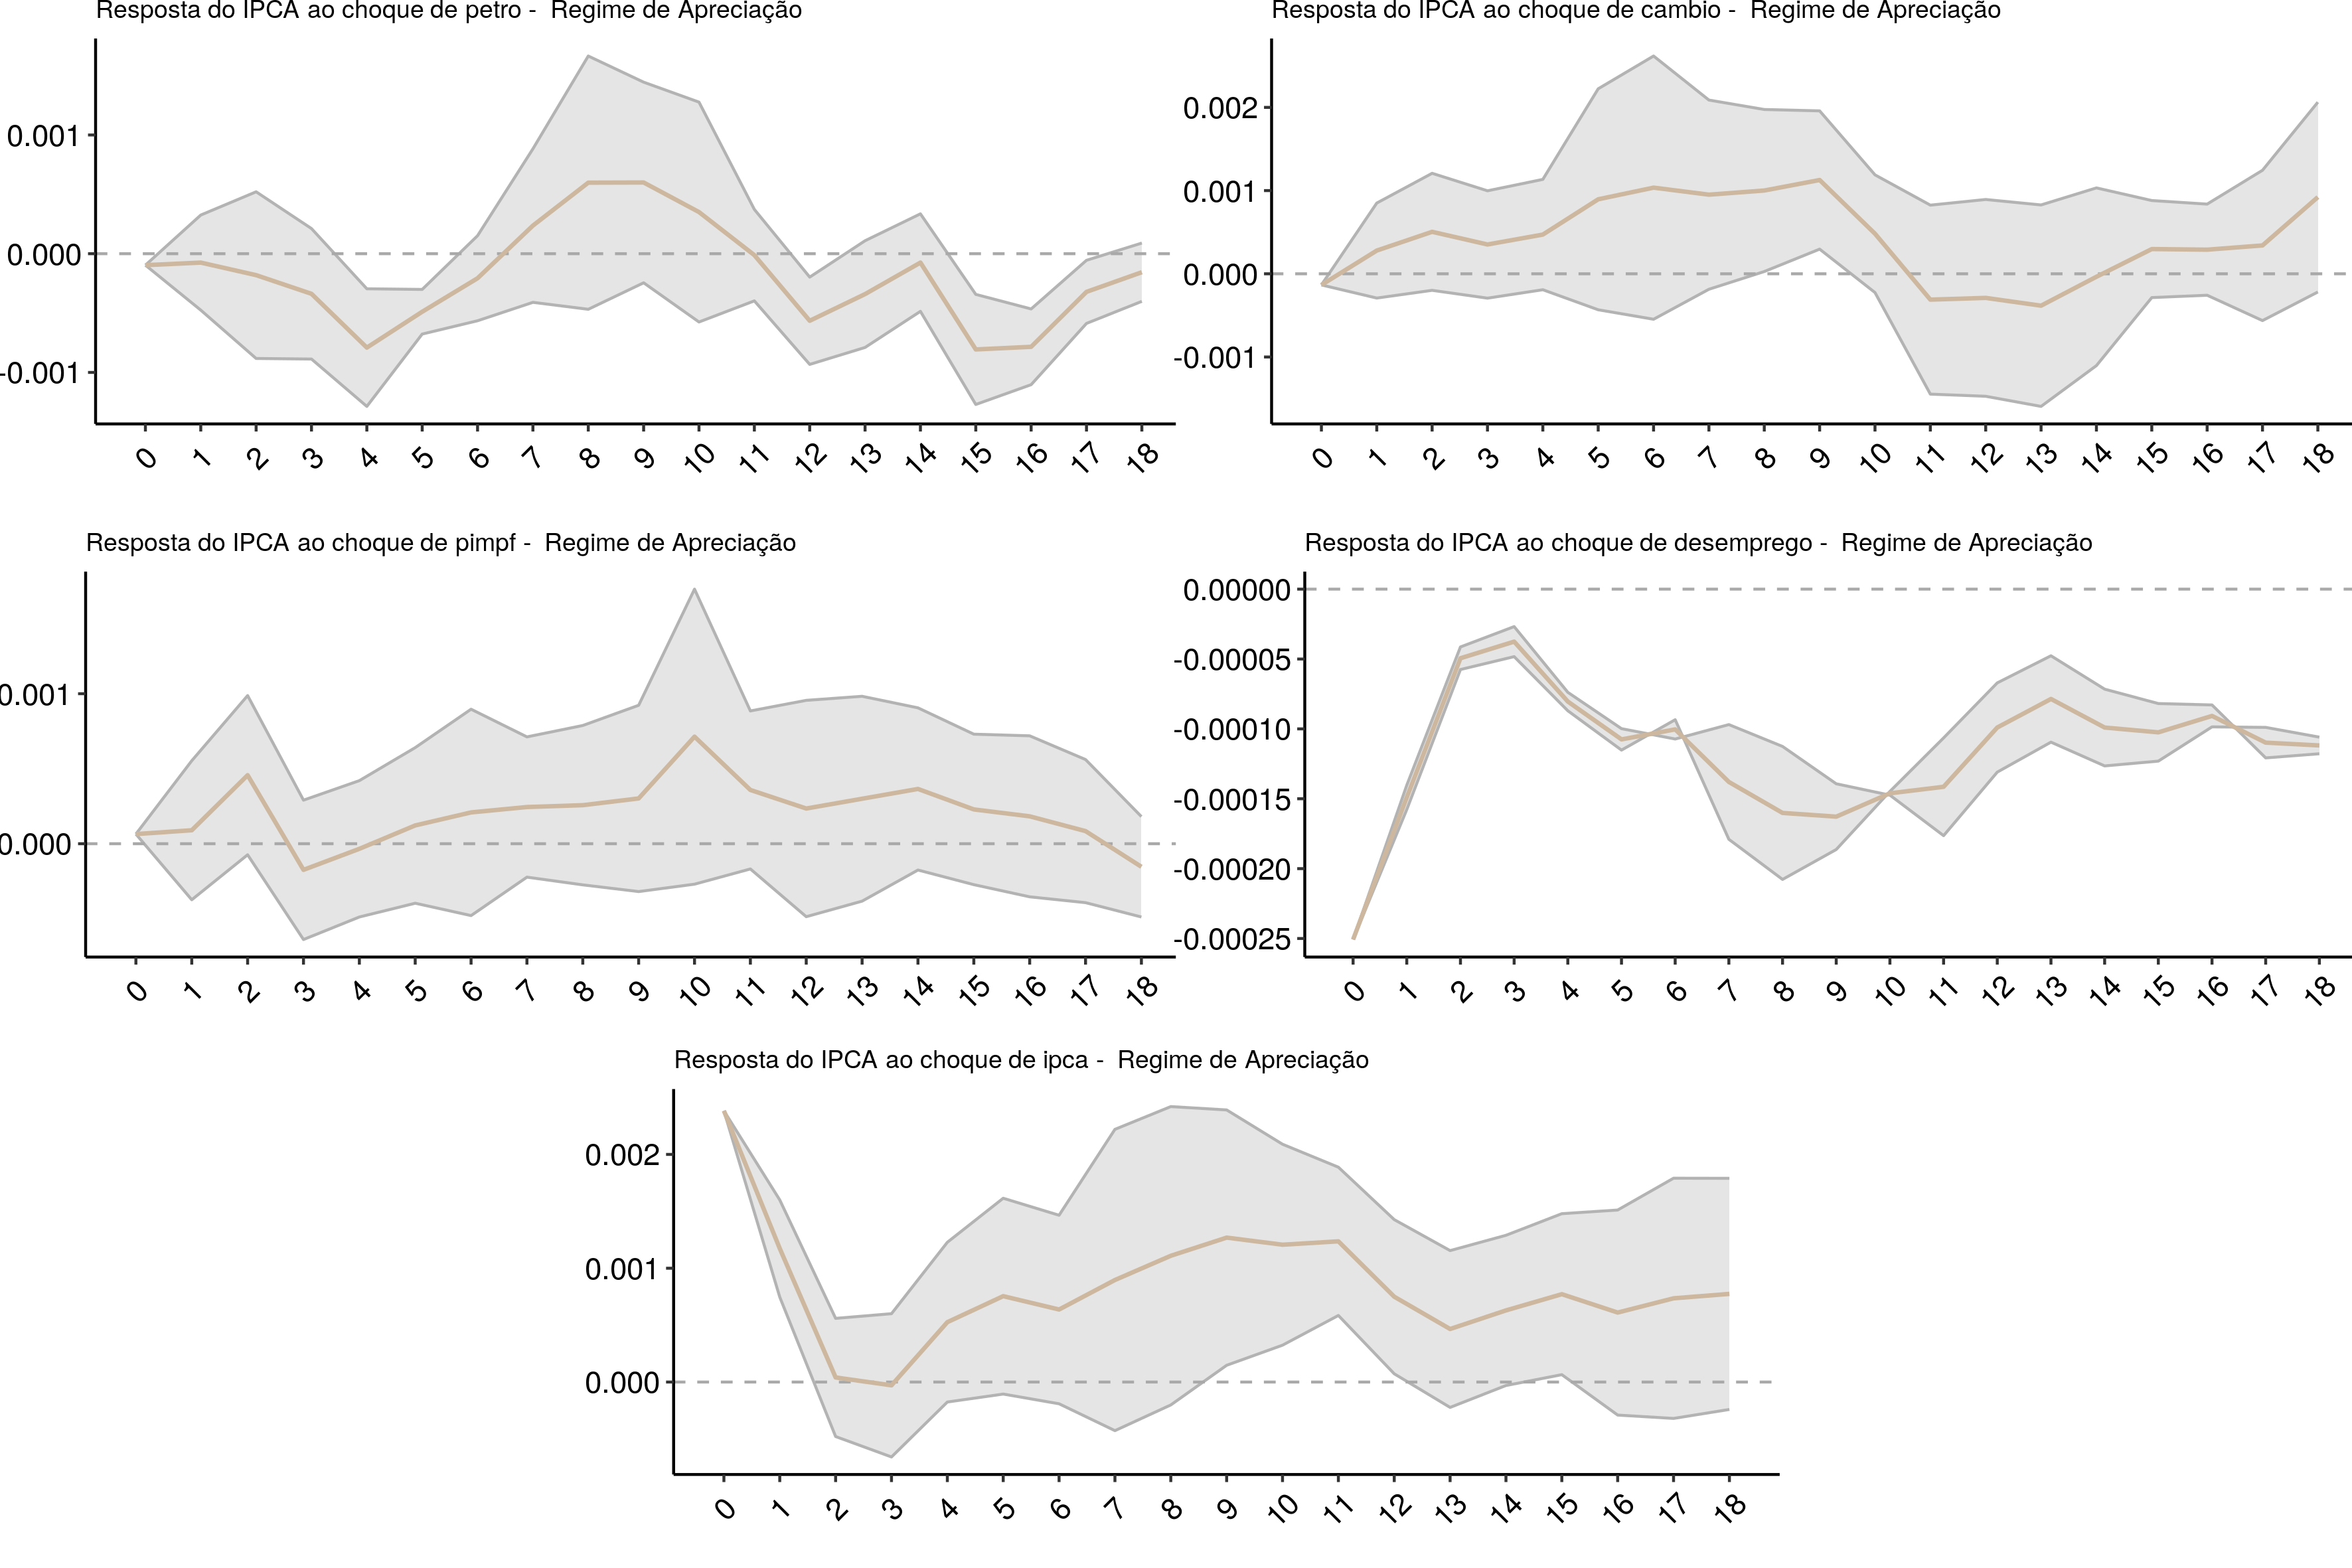 Resposta do IPCA ao choque de petro - Regime de Apreciação
0.001
0.000
-0.001
0 1 2 3 4 5 6 7 8 9 10 11 12 13 14 15 16 17 18
Resposta do IPCA ao choque de cambio - Regime de Apreciação
0.002
0.001
0.000
-0.001
0 1 2 3 4 5 6 7 8 9 10 11 12 13 14 15 16 17 18
Resposta do IPCA ao choque de pimpf - Regime de Apreciação
0.001
0.000
0 1 2 3 4 5 6 7 8 9 10 11 12 13 14 15 16 17 18
Resposta do IPCA ao choque de desemprego - Regime de Apreciação
0.00000
-0.00005
-0.00010
-0.00015
-0.00020
-0.00025
0 1 2 3 4 5 6 7 8 9 10 11 12 13 14 15 16 17 18
Resposta do IPCA ao choque de ipca - Regime de Apreciação
0.002
0.001
0.000
0 1 2 3 4 5 6 7 8 9 10 11 12 13 14 15 16 17 18